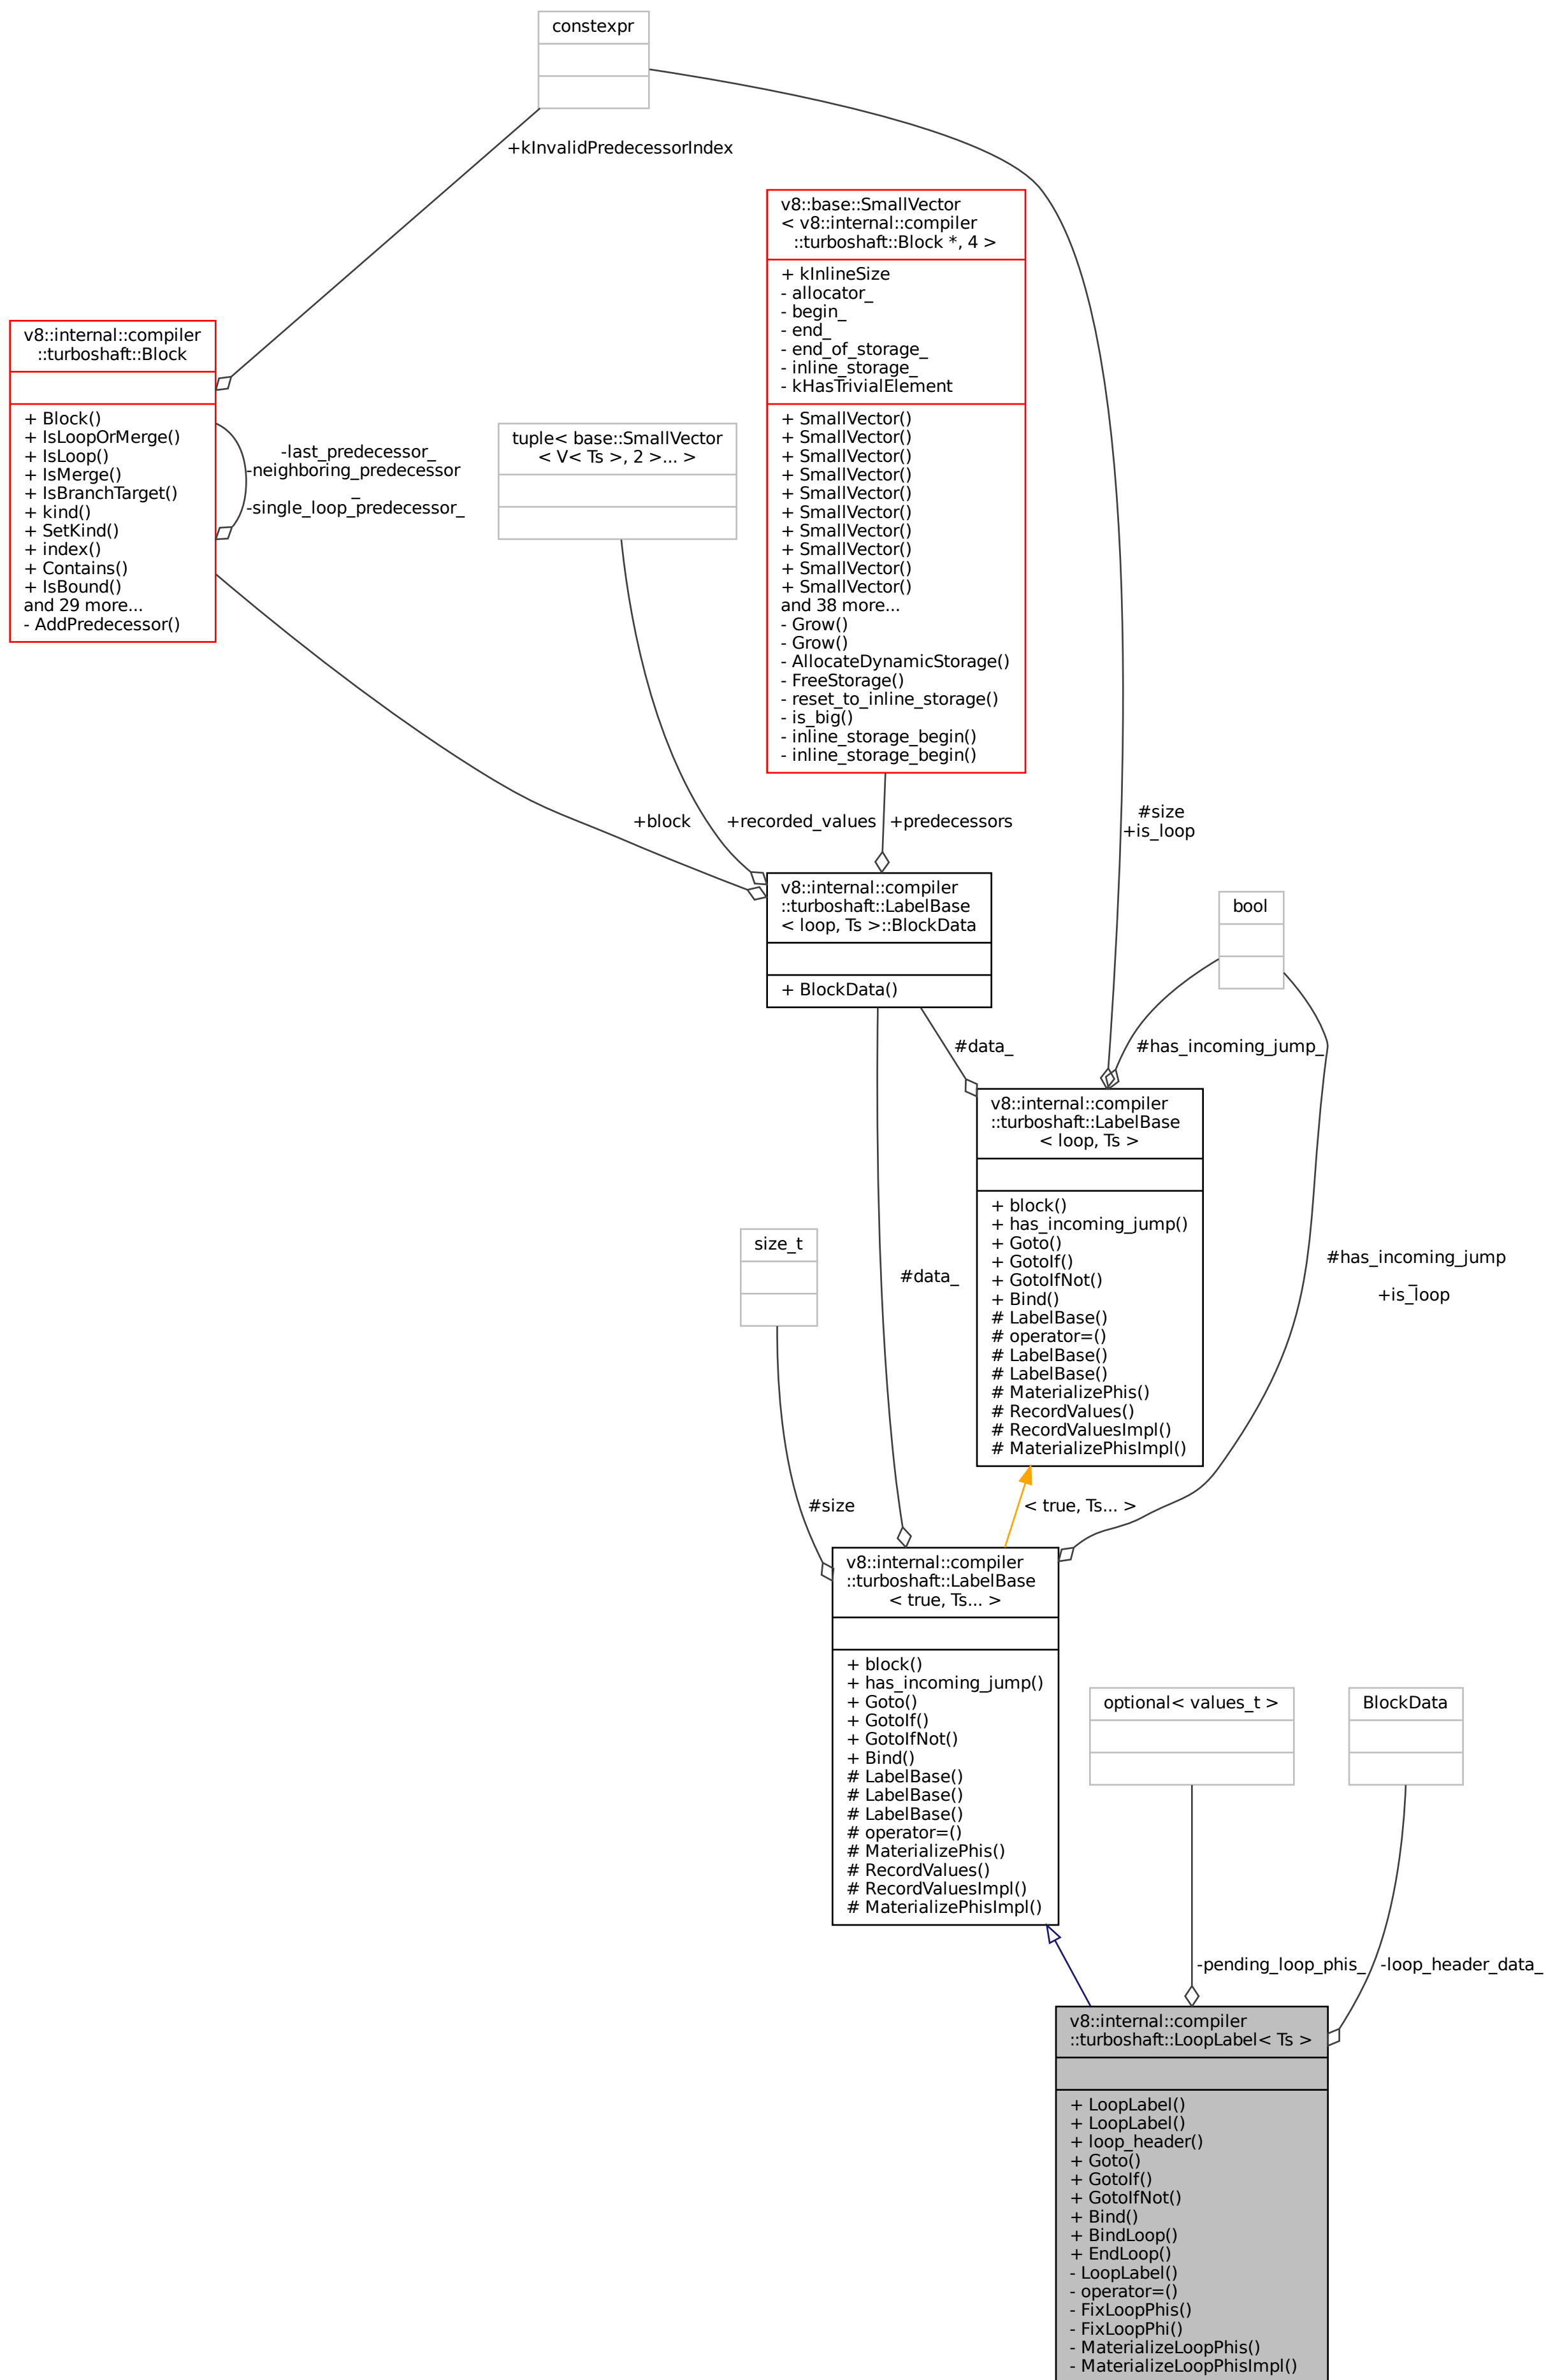 constexpr
+kInvalidPredecessorIndex
v8::base::SmallVector
< v8::internal::compiler
::turboshaft::Block *, 4 >
+ kInlineSize
- allocator_
- begin_
- end_
- end_of_storage_
- inline_storage_
- kHasTrivialElement
+ SmallVector()
+ SmallVector()
+ SmallVector()
+ SmallVector()
+ SmallVector()
+ SmallVector()
+ SmallVector()
+ SmallVector()
+ SmallVector()
+ SmallVector()
and 38 more...
- Grow()
- Grow()
- AllocateDynamicStorage()
- FreeStorage()
- reset_to_inline_storage()
- is_big()
- inline_storage_begin()
- inline_storage_begin()
v8::internal::compiler
::turboshaft::Block
+ Block()
+ IsLoopOrMerge()
+ IsLoop()
+ IsMerge()
+ IsBranchTarget()
+ kind()
+ SetKind()
+ index()
+ Contains()
+ IsBound()
and 29 more...
- AddPredecessor()
-last_predecessor_
-neighboring_predecessor
_
-single_loop_predecessor_
tuple< base::SmallVector
< V< Ts >, 2 >... >
+block
+recorded_values
+predecessors
#size
+is_loop
v8::internal::compiler
::turboshaft::LabelBase
< loop, Ts >::BlockData
+ BlockData()
bool
#data_
#has_incoming_jump_
v8::internal::compiler
::turboshaft::LabelBase
< loop, Ts >
+ block()
+ has_incoming_jump()
+ Goto()
+ GotoIf()
+ GotoIfNot()
+ Bind()
# LabelBase()
# operator=()
# LabelBase()
# LabelBase()
# MaterializePhis()
# RecordValues()
# RecordValuesImpl()
# MaterializePhisImpl()
size_t
#data_
#has_incoming_jump
_
+is_loop
#size
< true, Ts... >
v8::internal::compiler
::turboshaft::LabelBase
< true, Ts... >
+ block()
+ has_incoming_jump()
+ Goto()
+ GotoIf()
+ GotoIfNot()
+ Bind()
# LabelBase()
# LabelBase()
# LabelBase()
# operator=()
# MaterializePhis()
# RecordValues()
# RecordValuesImpl()
# MaterializePhisImpl()
optional< values_t >
BlockData
-pending_loop_phis_
-loop_header_data_
v8::internal::compiler
::turboshaft::LoopLabel< Ts >
+ LoopLabel()
+ LoopLabel()
+ loop_header()
+ Goto()
+ GotoIf()
+ GotoIfNot()
+ Bind()
+ BindLoop()
+ EndLoop()
- LoopLabel()
- operator=()
- FixLoopPhis()
- FixLoopPhi()
- MaterializeLoopPhis()
- MaterializeLoopPhisImpl()